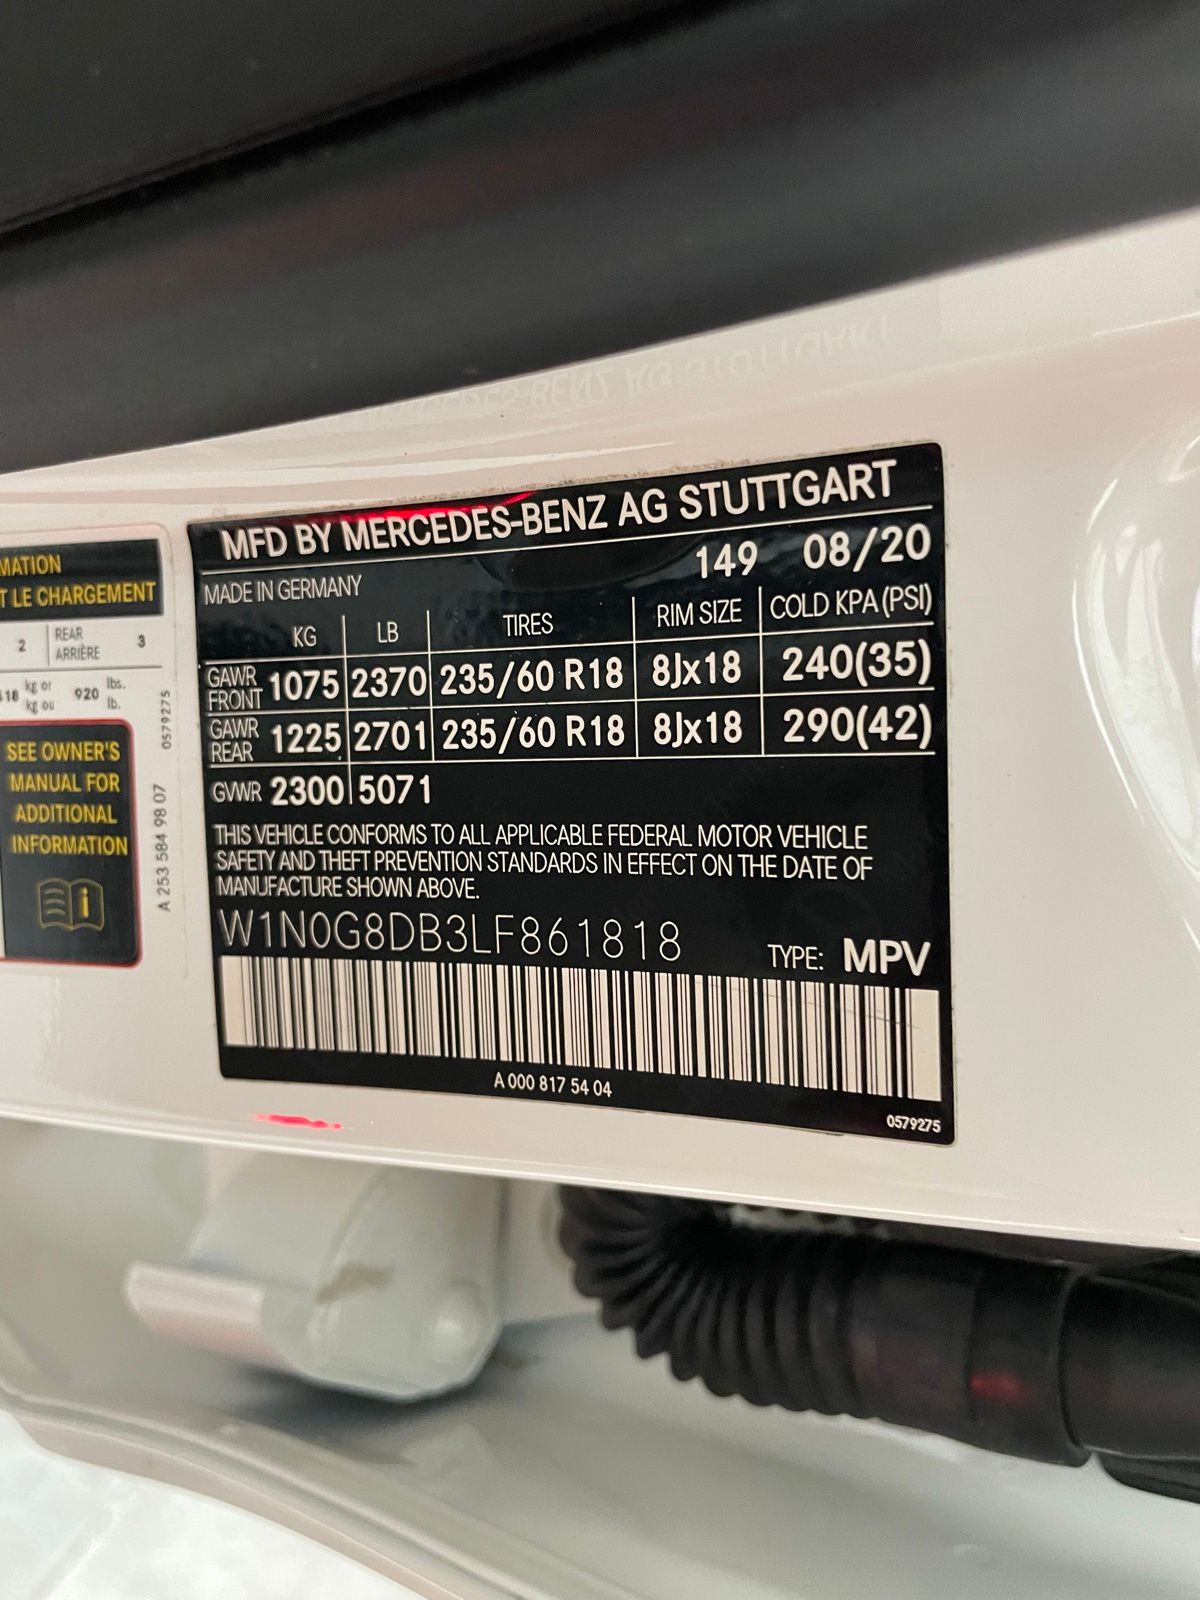 MFD BY MERCEDES-BENZ AG STUTTGART
MADE IN GERMANY 149 08/20
KG LB TIRES RIM SIZE COLD KPA (PSI)
GAWR FRONT 1075 2370 235/60 R18 8Jx18 240(35)
GAWR REAR 1225 2701 235/60 R18 8Jx18 290(42)
GVWR 2300 5071
THIS VEHICLE CONFORMS TO ALL APPLICABLE FEDERAL MOTOR VEHICLE
SAFETY AND THEFT PREVENTION STANDARDS IN EFFECT ON THE DATE OF
MANUFACTURE SHOWN ABOVE.
W1N0G8DB3LF861818 TYPE: MPV
A 000 817 54 04
0579275
LE CHARGEMENT
2 REAR ARRIÈRE 3
kg or kg ou 920 lbs. lb.
SEE OWNER'S
MANUAL FOR
ADDITIONAL
INFORMATION
0579275
A 253 584 98 07